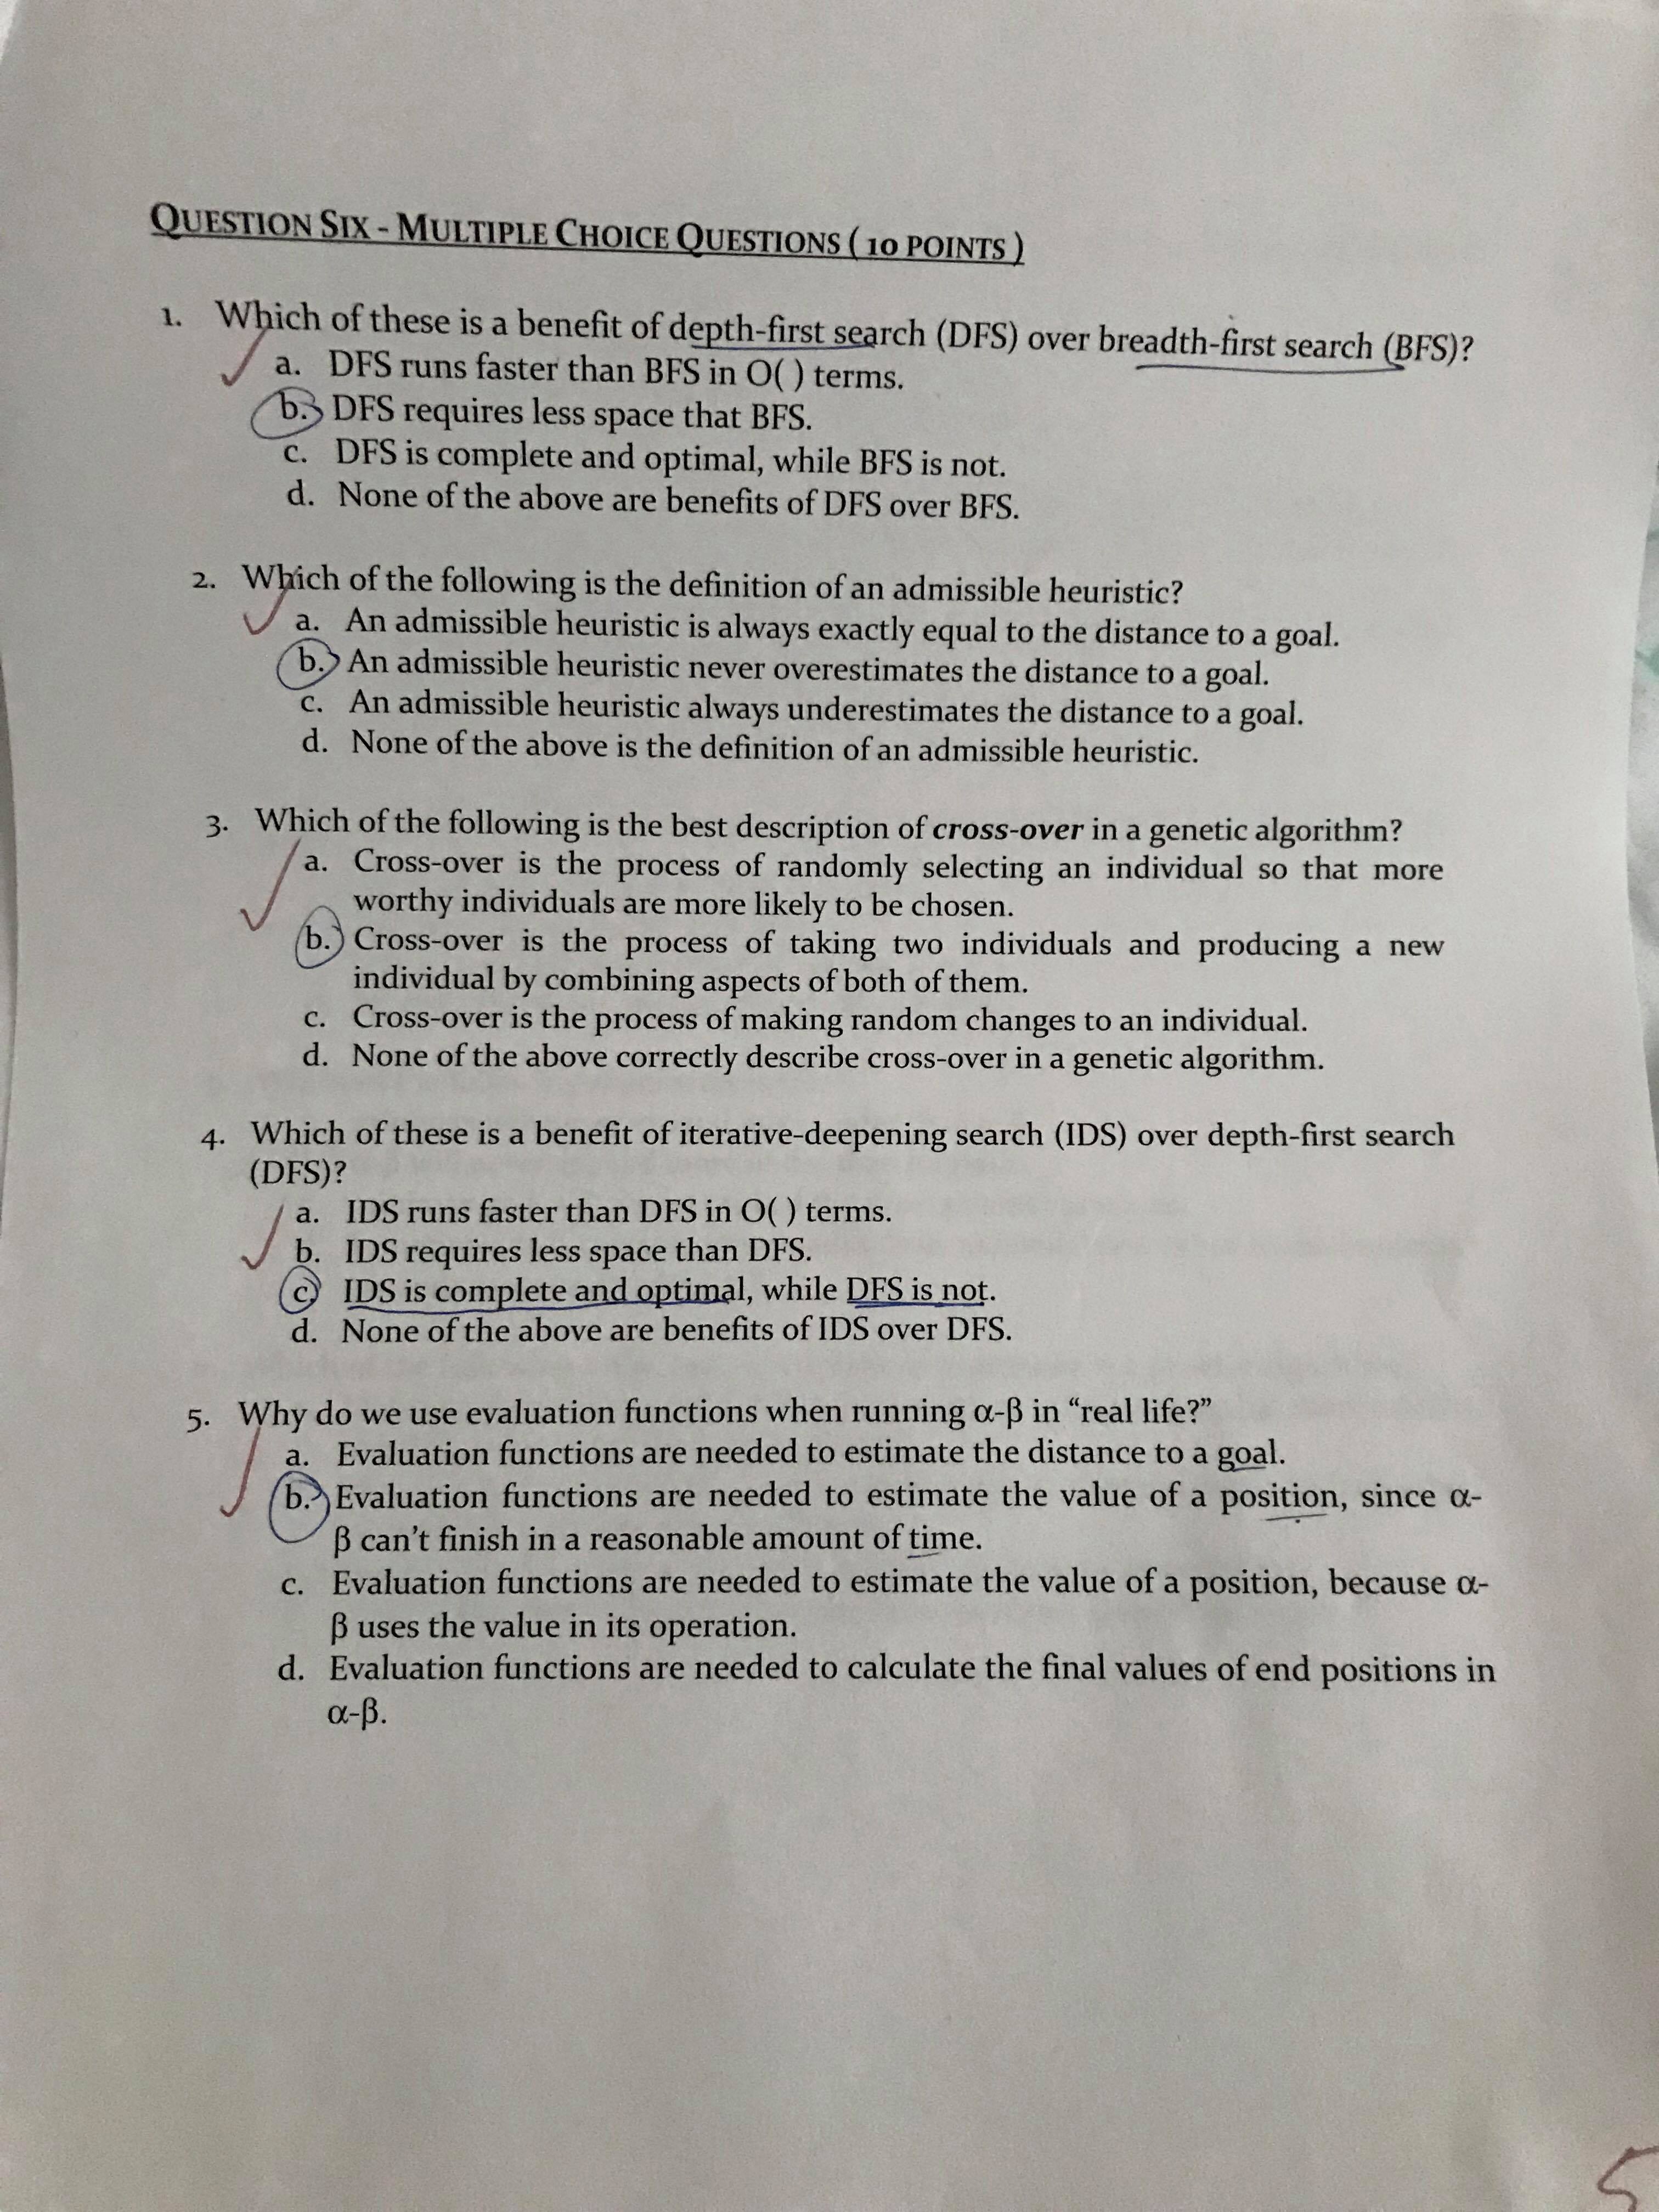 QUESTION SIX - MULTIPLE CHOICE QUESTIONS ( 10 POINTS )
1. Which of these is a benefit of depth-first search (DFS) over breadth-first search (BFS)?
a. DFS runs faster than BFS in O( ) terms.
b. DFS requires less space that BFS.
c. DFS is complete and optimal, while BFS is not.
d. None of the above are benefits of DFS over BFS.
2. Which of the following is the definition of an admissible heuristic?
a. An admissible heuristic is always exactly equal to the distance to a goal.
b. An admissible heuristic never overestimates the distance to a goal.
c. An admissible heuristic always underestimates the distance to a goal.
d. None of the above is the definition of an admissible heuristic.
3. Which of the following is the best description of cross-over in a genetic algorithm?
a. Cross-over is the process of randomly selecting an individual so that more
worthy individuals are more likely to be chosen.
b. Cross-over is the process of taking two individuals and producing a new
individual by combining aspects of both of them.
c. Cross-over is the process of making random changes to an individual.
d. None of the above correctly describe cross-over in a genetic algorithm.
4. Which of these is a benefit of iterative-deepening search (IDS) over depth-first search
(DFS)?
a. IDS runs faster than DFS in O( ) terms.
b. IDS requires less space than DFS.
c. IDS is complete and optimal, while DFS is not.
d. None of the above are benefits of IDS over DFS.
5. Why do we use evaluation functions when running α-β in “real life?”
a. Evaluation functions are needed to estimate the distance to a goal.
b. Evaluation functions are needed to estimate the value of a position, since α-
β can't finish in a reasonable amount of time.
c. Evaluation functions are needed to estimate the value of a position, because α-
β uses the value in its operation.
d. Evaluation functions are needed to calculate the final values of end positions in
α-β.
5